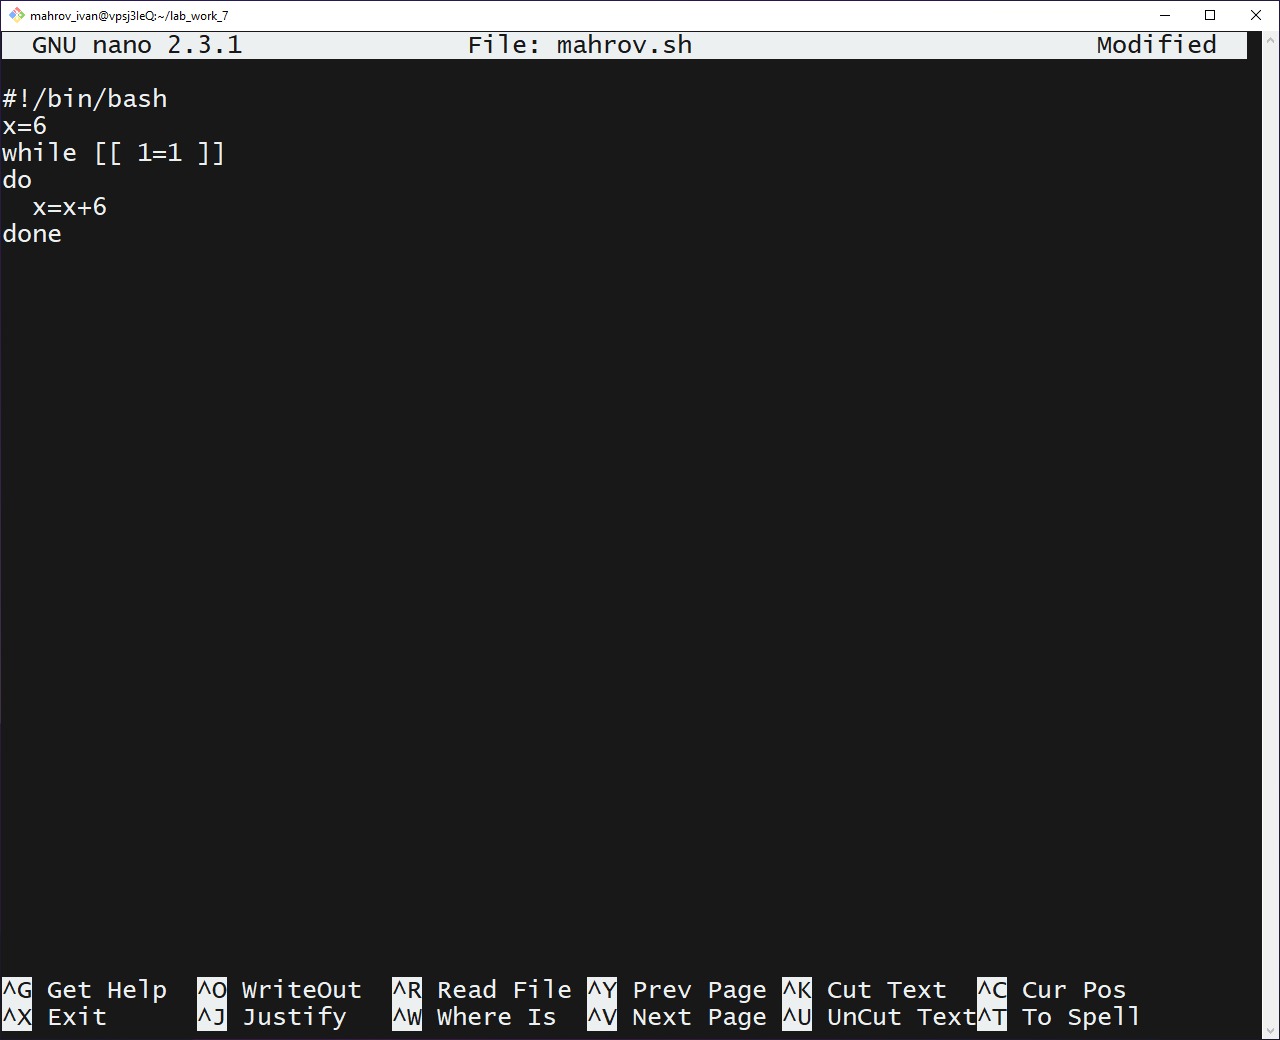 mahrov_ivan@vpsj3leQ:~/lab_work_7
GNU nano 2.3.1 File: mahrov.sh Modified
#!/bin/bash
x=6
while [[ 1=1 ]]
do
  x=x+6
done
^G Get Help ^O WriteOut ^R Read File ^Y Prev Page ^K Cut Text ^C Cur Pos
^X Exit ^J Justify ^W Where Is ^V Next Page ^U UnCut Text ^T To Spell